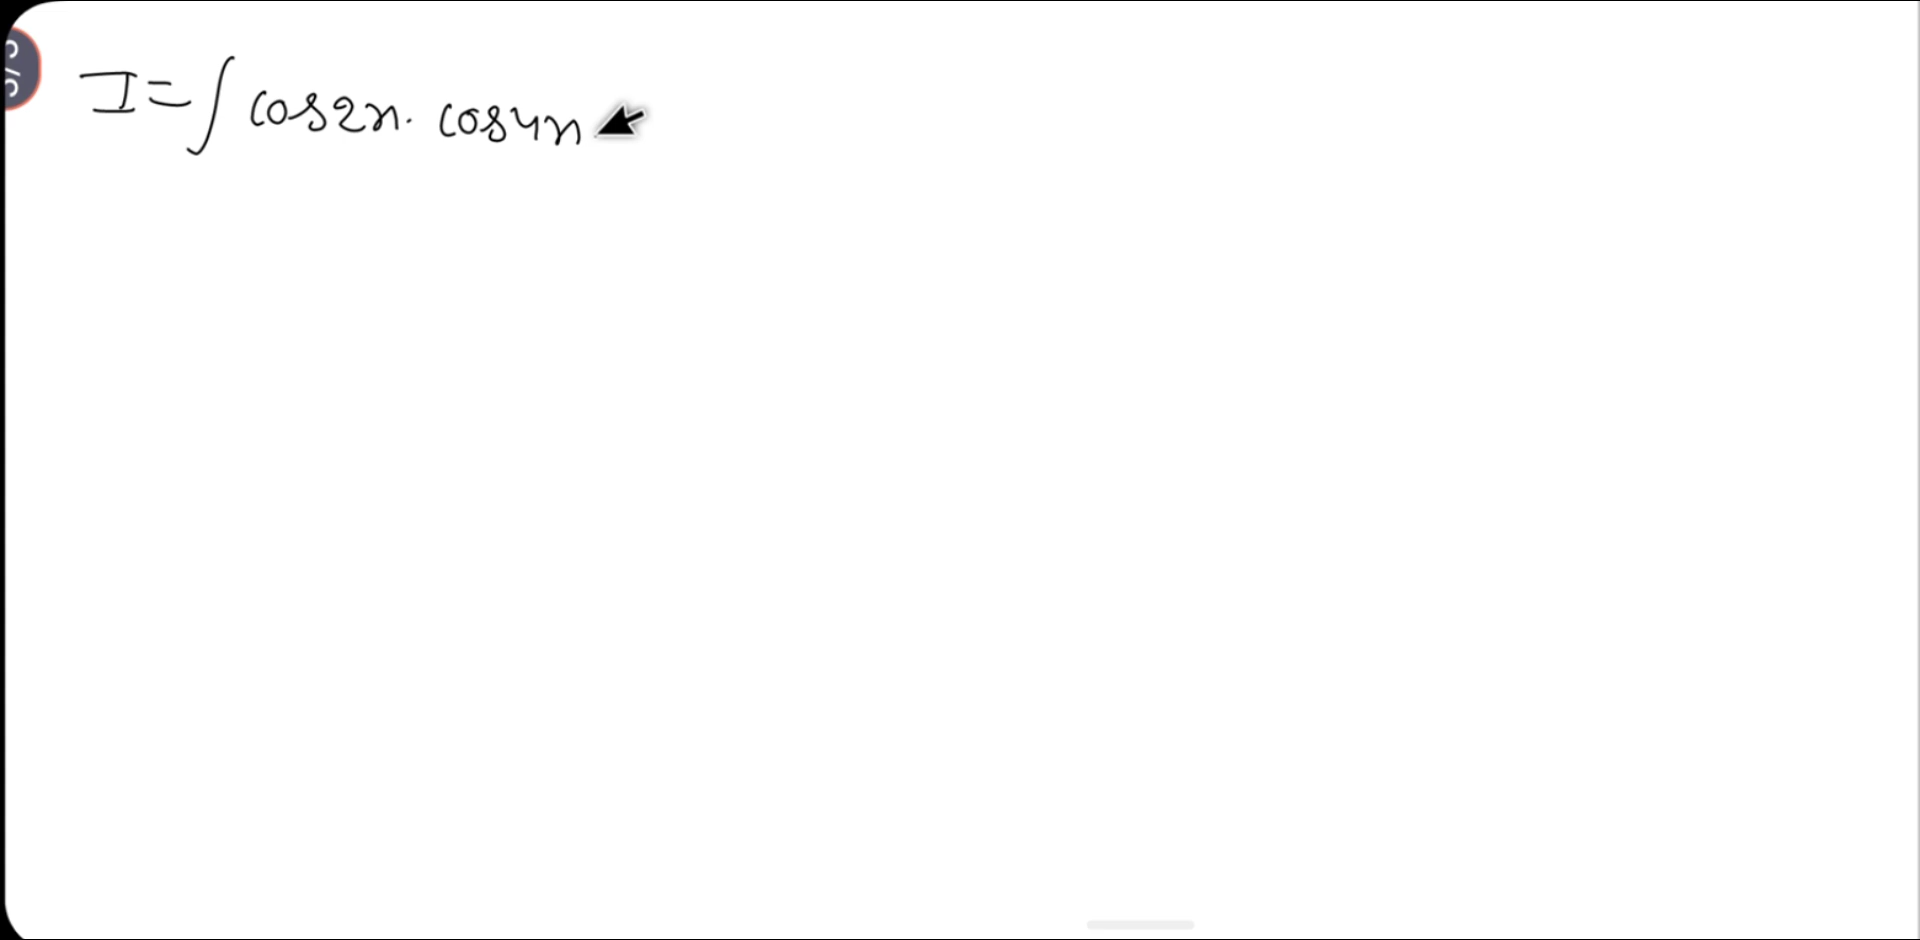 I = ∫ cos2x. cos4x